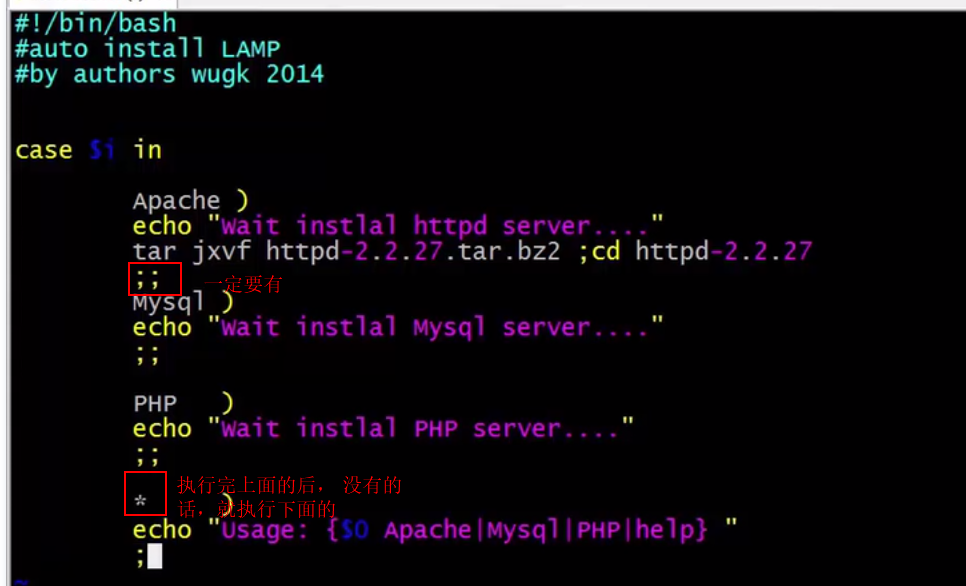 #!/bin/bash
#auto install LAMP
#by authors wugk 2014
case $i in
Apache )
echo "Wait instlal httpd server...."
tar jxvf httpd-2.2.27.tar.bz2 ;cd httpd-2.2.27
;; 一定要有
Mysql )
echo "Wait instlal Mysql server...."
;;
PHP )
echo "Wait instlal PHP server...."
;;
* ) 执行完上面的后， 没有的
话，就执行下面的
echo "Usage: {$0 Apache|Mysql|PHP|help} "
;
~